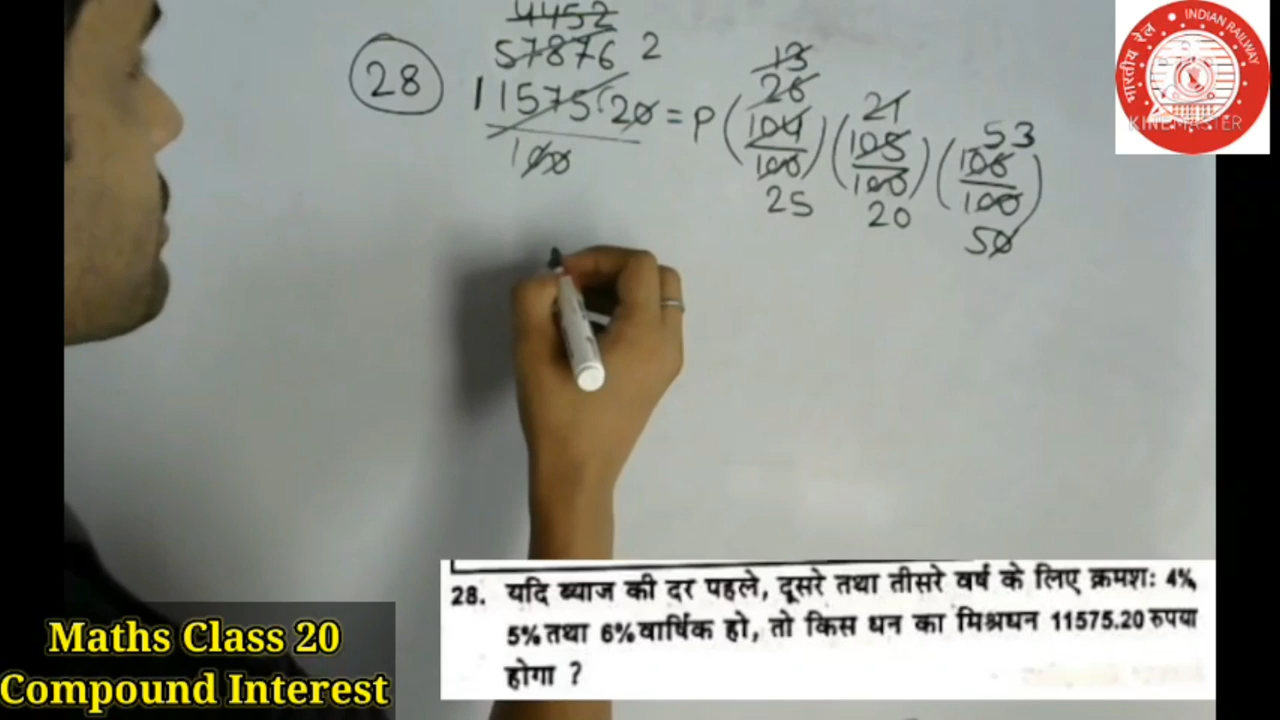 4452
57876 2
28
1157520 = P (104/100) (105/100) (106/100)
100
13
26
25
21
20
53
50
भारतीय रेल
INDIAN RAILWAY
KINEMASTER
28. यदि ब्याज की दर पहले, दूसरे तथा तीसरे वर्ष के लिए क्रमशः 4%,
5% तथा 6% वार्षिक हो, तो किस धन का मिश्रधन 11575.20 रुपया
होगा ?
Maths Class 20
Compound Interest